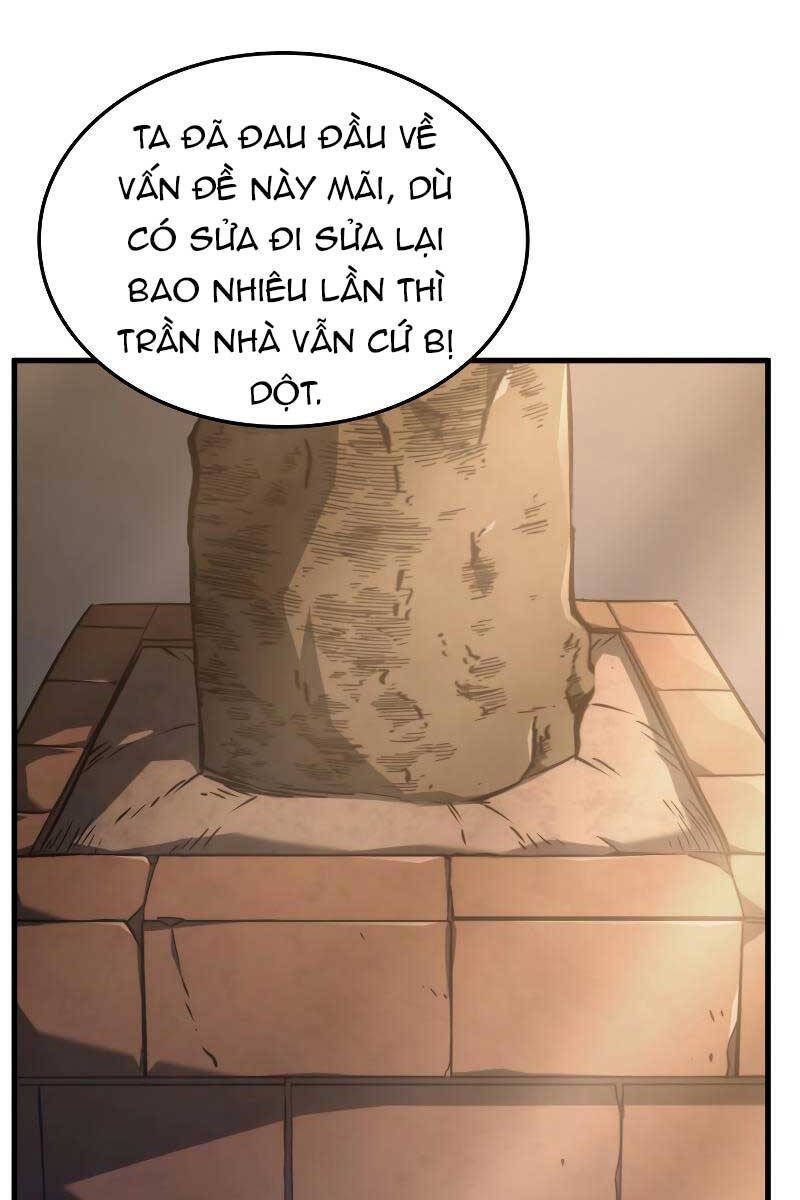 TA ĐÃ ĐAU ĐẦU VỀ
VẤN ĐỀ NÀY MÃI, DÙ
CÓ SỬA ĐI SỬA LẠI
BAO NHIÊU LẦN THÌ
TRẦN NHÀ VẪN CỨ BỊ
DỘT.